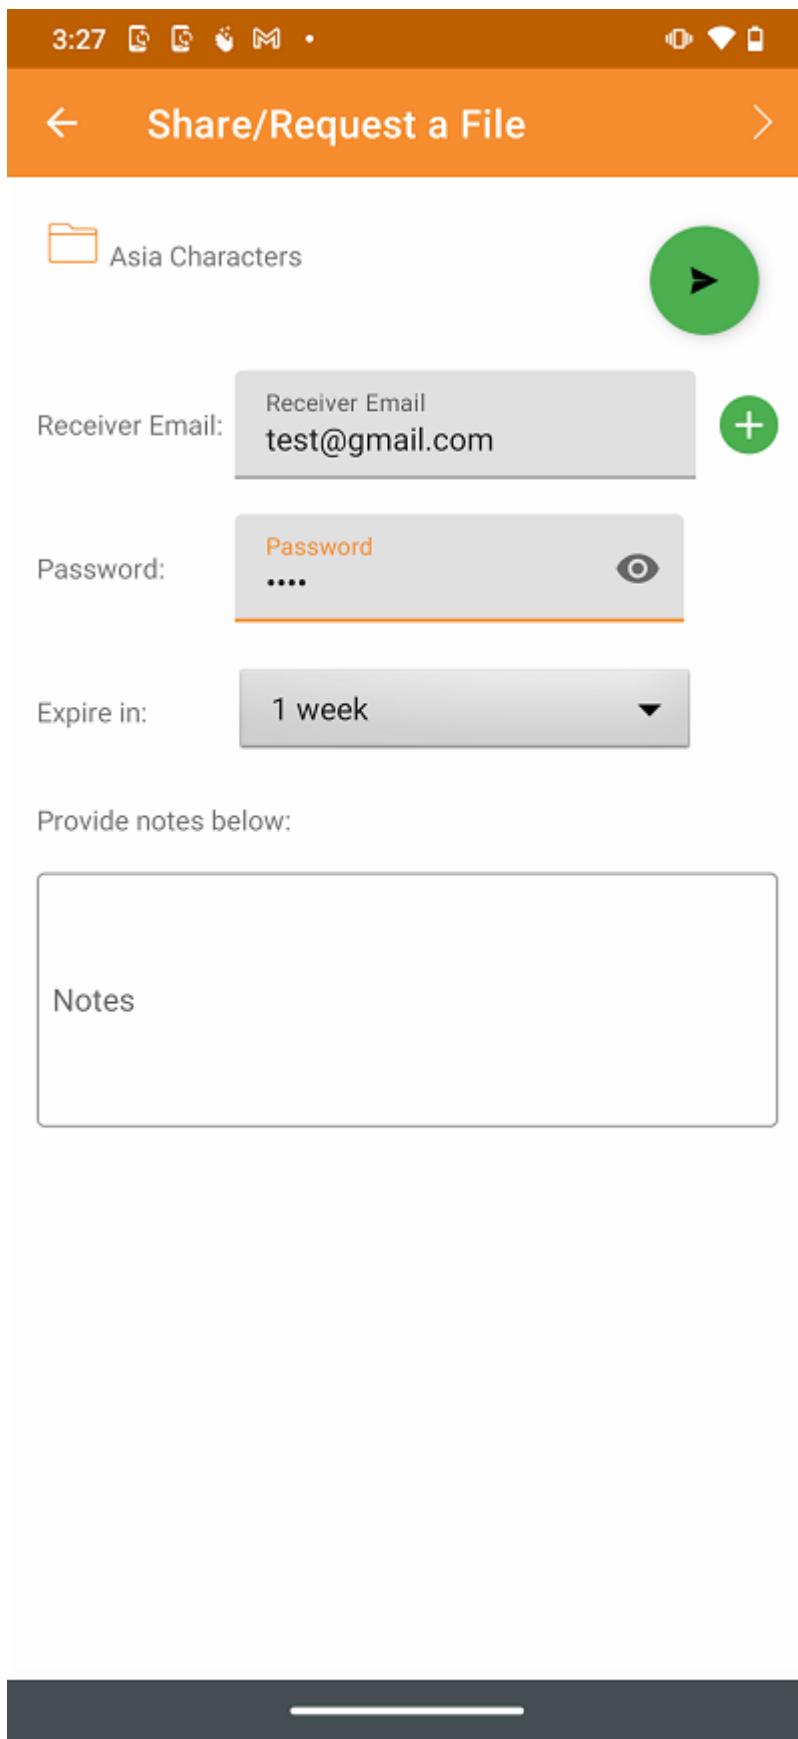 3:27
Share/Request a File
Asia Characters
Receiver Email:
Receiver Email
test@gmail.com
Password:
Password
••••
Expire in:
1 week
Provide notes below:
Notes